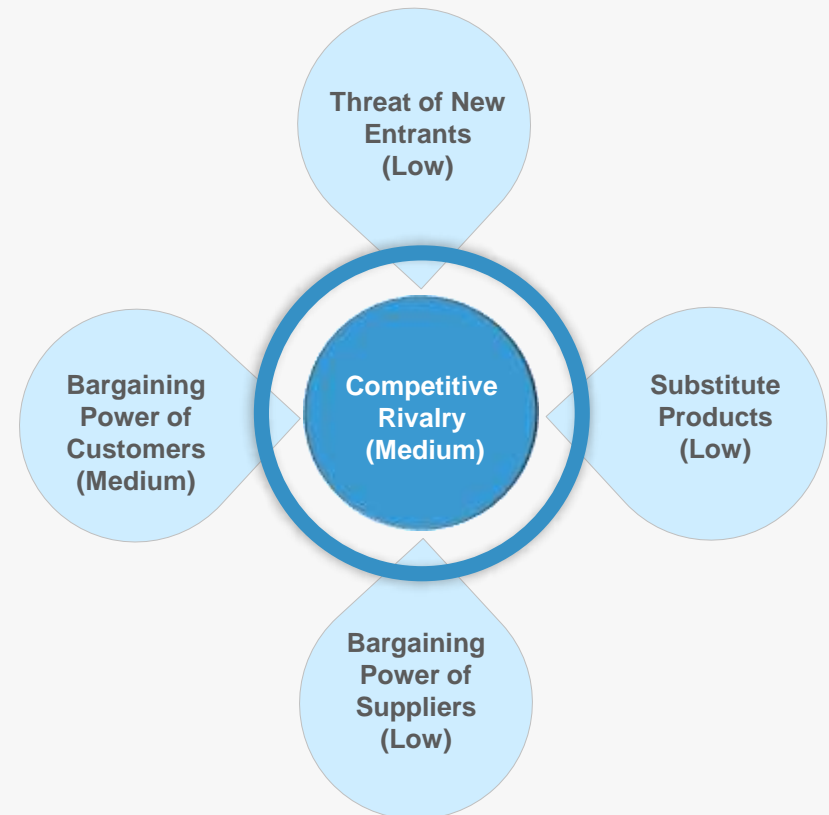 Threat of New
Entrants
(Low)
Bargaining
Power of
Customers
(Medium)
Competitive
Rivalry
(Medium)
Substitute
Products
(Low)
Bargaining
Power of
Suppliers
(Low)